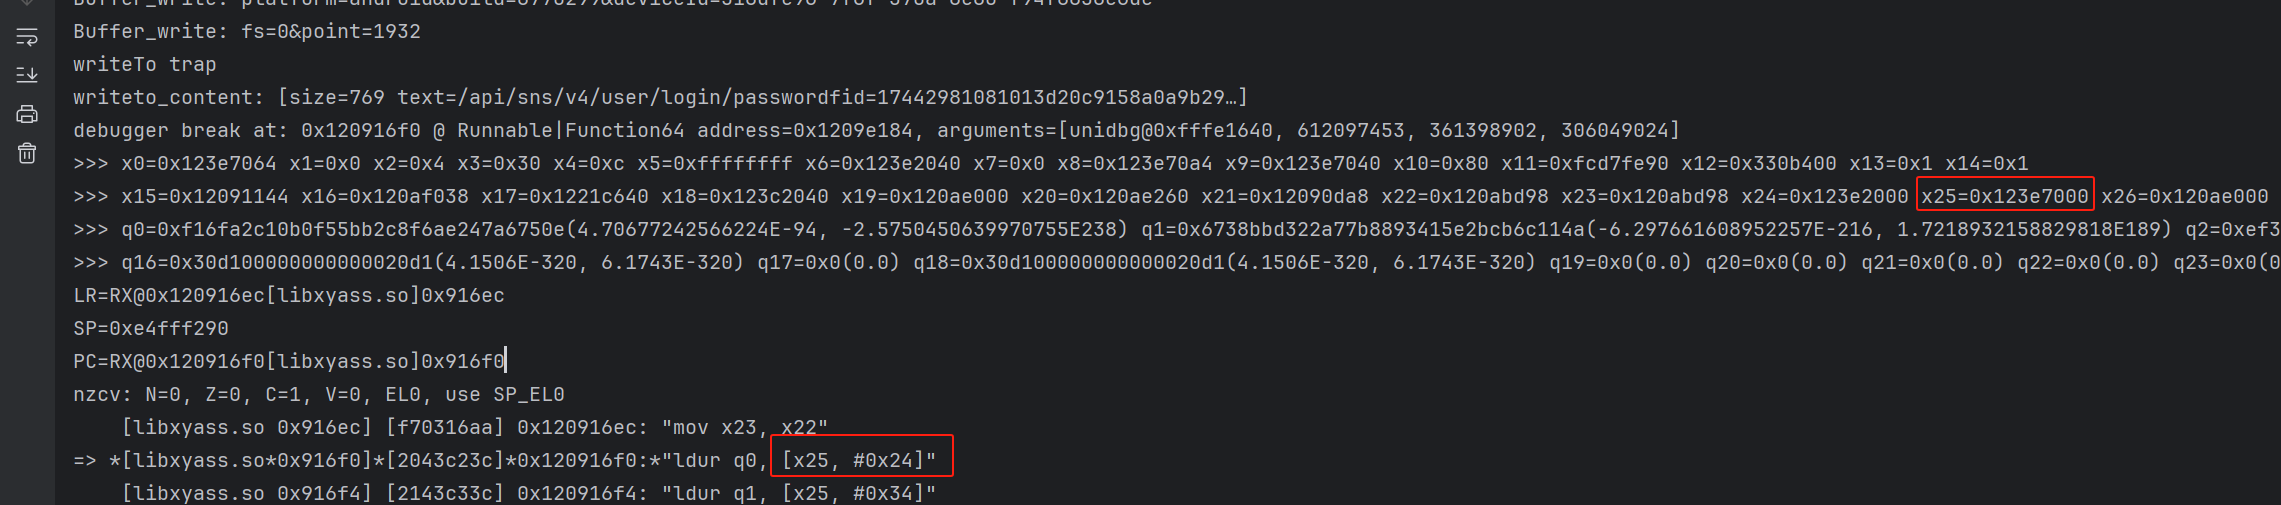 Buffer_write: fs=0&point=1932
writeTo trap
writeto_content: [size=769 text=/api/sns/v4/user/login/passwordfid=17442981081013d20c9158a0a9b29…]
debugger break at: 0x120916f0 @ Runnable|Function64 address=0x1209e184, arguments=[unidbg@0xfffe1640, 612097453, 361398902, 306049024]
>>> x0=0x123e7064 x1=0x0 x2=0x4 x3=0x30 x4=0xc x5=0xffffffff x6=0x123e2040 x7=0x0 x8=0x123e70a4 x9=0x123e7040 x10=0x80 x11=0xfcd7fe90 x12=0x330b400 x13=0x1 x14=0x1
>>> x15=0x12091144 x16=0x120af038 x17=0x1221c640 x18=0x123c2040 x19=0x120ae000 x20=0x120ae260 x21=0x12090da8 x22=0x120abd98 x23=0x120abd98 x24=0x123e2000 x25=0x123e7000 x26=0x120ae000
>>> q0=0xf16fa2c10b0f55bb2c8f6ae247a6750e(4.70677242566224E-94, -2.5750450639970755E238) q1=0x6738bbd322a77b8893415e2bcb6c114a(-6.297661608952257E-216, 1.7218932158829818E189) q2=0xef3
>>> q16=0x30d100000000000020d1(4.1506E-320, 6.1743E-320) q17=0x0(0.0) q18=0x30d100000000000020d1(4.1506E-320, 6.1743E-320) q19=0x0(0.0) q20=0x0(0.0) q21=0x0(0.0) q22=0x0(0.0) q23=0x0(0
LR=RX@0x120916ec[libxyass.so]0x916ec
SP=0xe4fff290
PC=RX@0x120916f0[libxyass.so]0x916f0
nzcv: N=0, Z=0, C=1, V=0, EL0, use SP_EL0
[libxyass.so 0x916ec] [f70316aa] 0x120916ec: "mov x23, x22"
=> *[libxyass.so*0x916f0]*[2043c23c]*0x120916f0:*"ldur q0, [x25, #0x24]"
[libxyass.so 0x916f4] [2143c33c] 0x120916f4: "ldur q1, [x25, #0x34]"